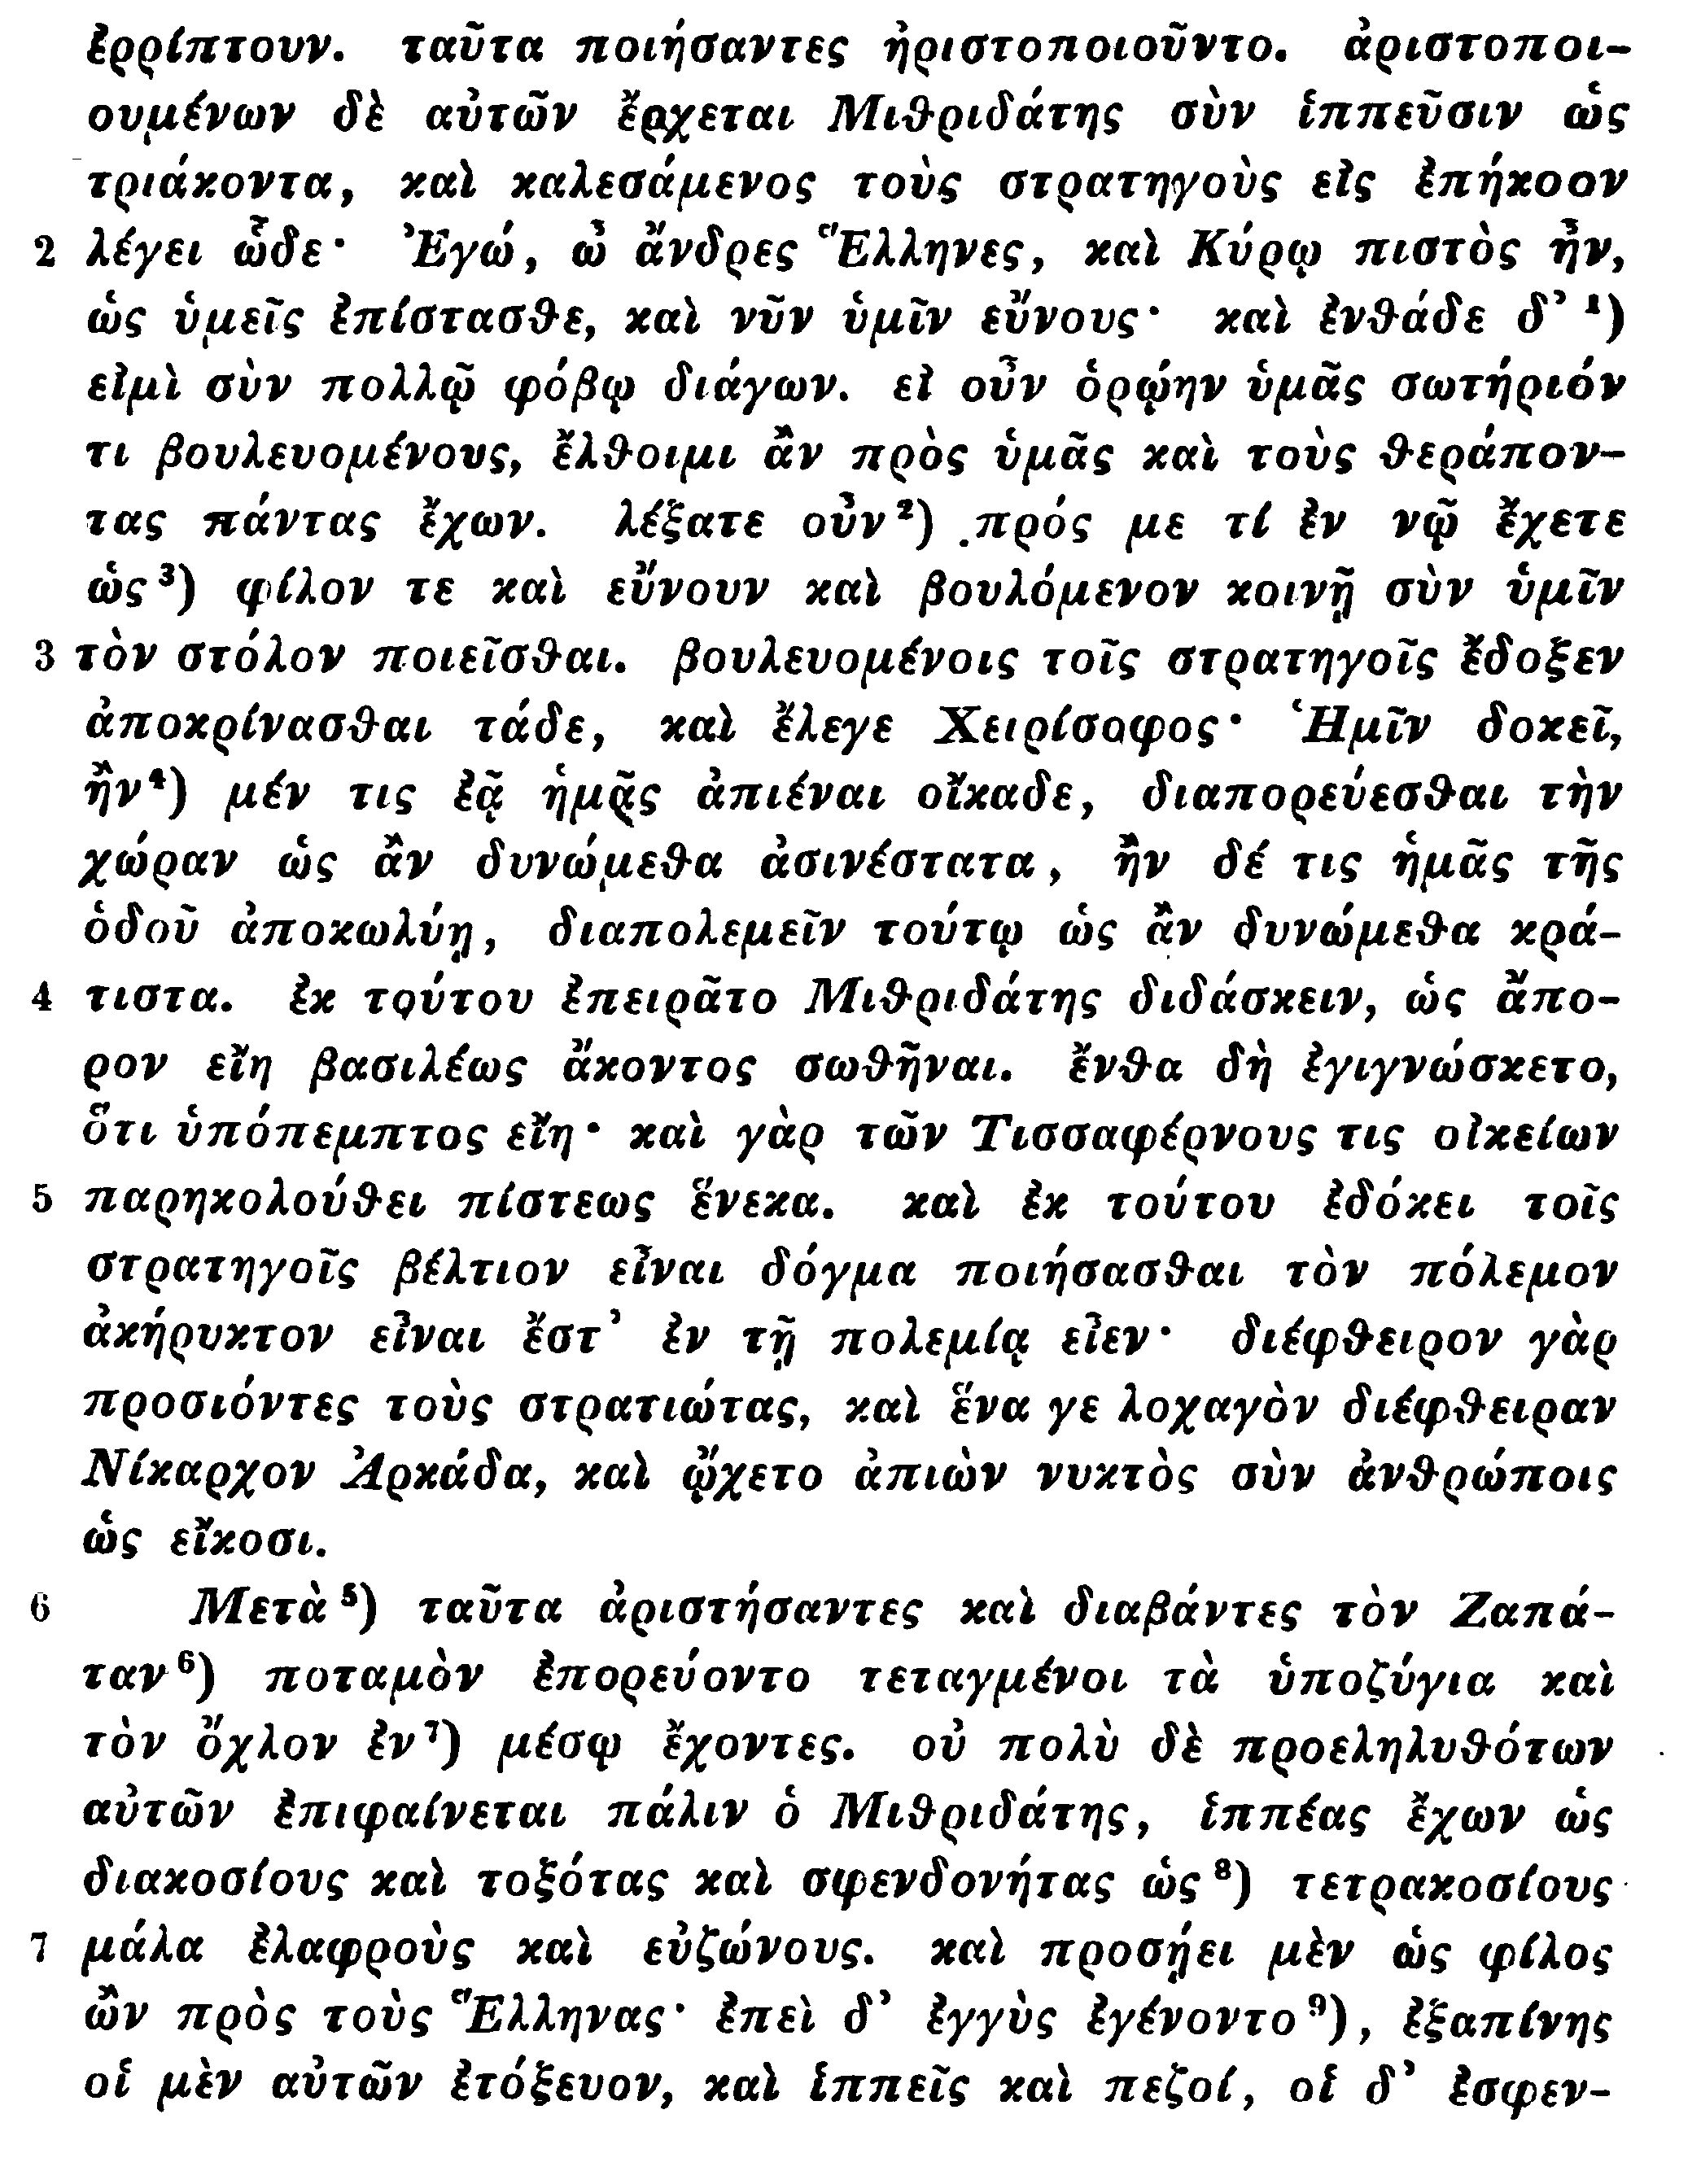 ἐρρίπτουν. ταῦτα ποιήσαντες ἠριστοποιοῦντο. ἀριστοποι-
ουμένων δὲ αὐτῶν ἔρχεται Μιθριδάτης σὺν ἱππεῦσιν ὡς
τριάκοντα, καὶ καλεσάμενος τοὺς στρατηγοὺς εἰς ἐπήκοον
2 λέγει ὧδε· Ἐγώ, ὦ ἄνδρες Ἕλληνες, καὶ Κύρῳ πιστὸς ἦν,
ὡς ὑμεῖς ἐπίστασθε, καὶ νῦν ὑμῖν εὔνους· καὶ ἐνθάδε δ’ ¹)
εἰμὶ σὺν πολλῷ φόβῳ διάγων. εἰ οὖν ὁρῴην ὑμᾶς σωτήριόν
τι βουλευομένους, ἔλθοιμι ἂν πρὸς ὑμᾶς καὶ τοὺς θεράπον-
τας πάντας ἔχων. λέξατε οὖν²) πρός με τί ἐν νῷ ἔχετε
ὡς³) φίλον τε καὶ εὔνουν καὶ βουλόμενον κοινῇ σὺν ὑμῖν
3 τὸν στόλον ποιεῖσθαι. βουλευομένοις τοῖς στρατηγοῖς ἔδοξεν
ἀποκρίνασθαι τάδε, καὶ ἔλεγε Χειρίσοφος· Ἡμῖν δοκεῖ,
ἢν⁴) μέν τις ἐᾷ ἡμᾶς ἀπιέναι οἴκαδε, διαπορεύεσθαι τὴν
χώραν ὡς ἂν δυνώμεθα ἀσινέστατα, ἢν δέ τις ἡμᾶς τῆς
ὁδοῦ ἀποκωλύῃ, διαπολεμεῖν τούτῳ ὡς ἂν δυνώμεθα κρά-
4 τιστα. ἐκ τούτου ἐπειρᾶτο Μιθριδάτης διδάσκειν, ὡς ἄπο-
ρον εἴη βασιλέως ἄκοντος σωθῆναι. ἔνθα δὴ ἐγιγνώσκετο,
ὅτι ὑπόπεμπτος εἴη· καὶ γὰρ τῶν Τισσαφέρνους τις οἰκείων
5 παρηκολούθει πίστεως ἕνεκα. καὶ ἐκ τούτου ἐδόκει τοῖς
στρατηγοῖς βέλτιον εἶναι δόγμα ποιήσασθαι τὸν πόλεμον
ἀκήρυκτον εἶναι ἔστ’ ἐν τῇ πολεμίᾳ εἶεν· διέφθειρον γὰρ
προσιόντες τοὺς στρατιώτας, καὶ ἕνα γε λοχαγὸν διέφθειραν
Νίκαρχον Ἀρκάδα, καὶ ᾤχετο ἀπιὼν νυκτὸς σὺν ἀνθρώποις
ὡς εἴκοσι.
6 Μετὰ⁵) ταῦτα ἀριστήσαντες καὶ διαβάντες τὸν Ζαπά-
ταν⁶) ποταμὸν ἐπορεύοντο τεταγμένοι τὰ ὑποζύγια καὶ
τὸν ὄχλον ἐν⁷) μέσῳ ἔχοντες. οὐ πολὺ δὲ προεληλυθότων
αὐτῶν ἐπιφαίνεται πάλιν ὁ Μιθριδάτης, ἱππέας ἔχων ὡς
διακοσίους καὶ τοξότας καὶ σφενδονήτας ὡς⁸) τετρακοσίους
7 μάλα ἐλαφροὺς καὶ εὐζώνους. καὶ προσῄει μὲν ὡς φίλος
ὢν πρὸς τοὺς Ἕλληνας· ἐπεὶ δ’ ἐγγὺς ἐγένοντο⁹), ἐξαπίνης
οἱ μὲν αὐτῶν ἐτόξευον, καὶ ἱππεῖς καὶ πεζοί, οἱ δ’ ἐσφεν-